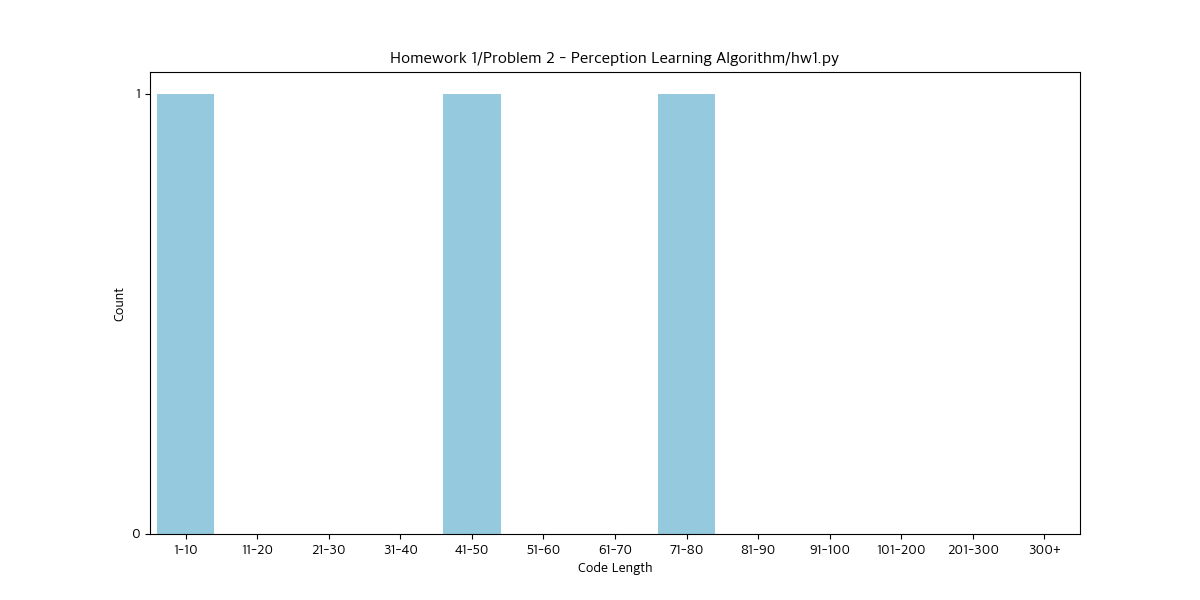 Homework 1/Problem 2 - Perception Learning Algorithm/hw1.py
1
Count
0
1-10 11-20 21-30 31-40 41-50 51-60 61-70 71-80 81-90 91-100 101-200 201-300 300+
Code Length